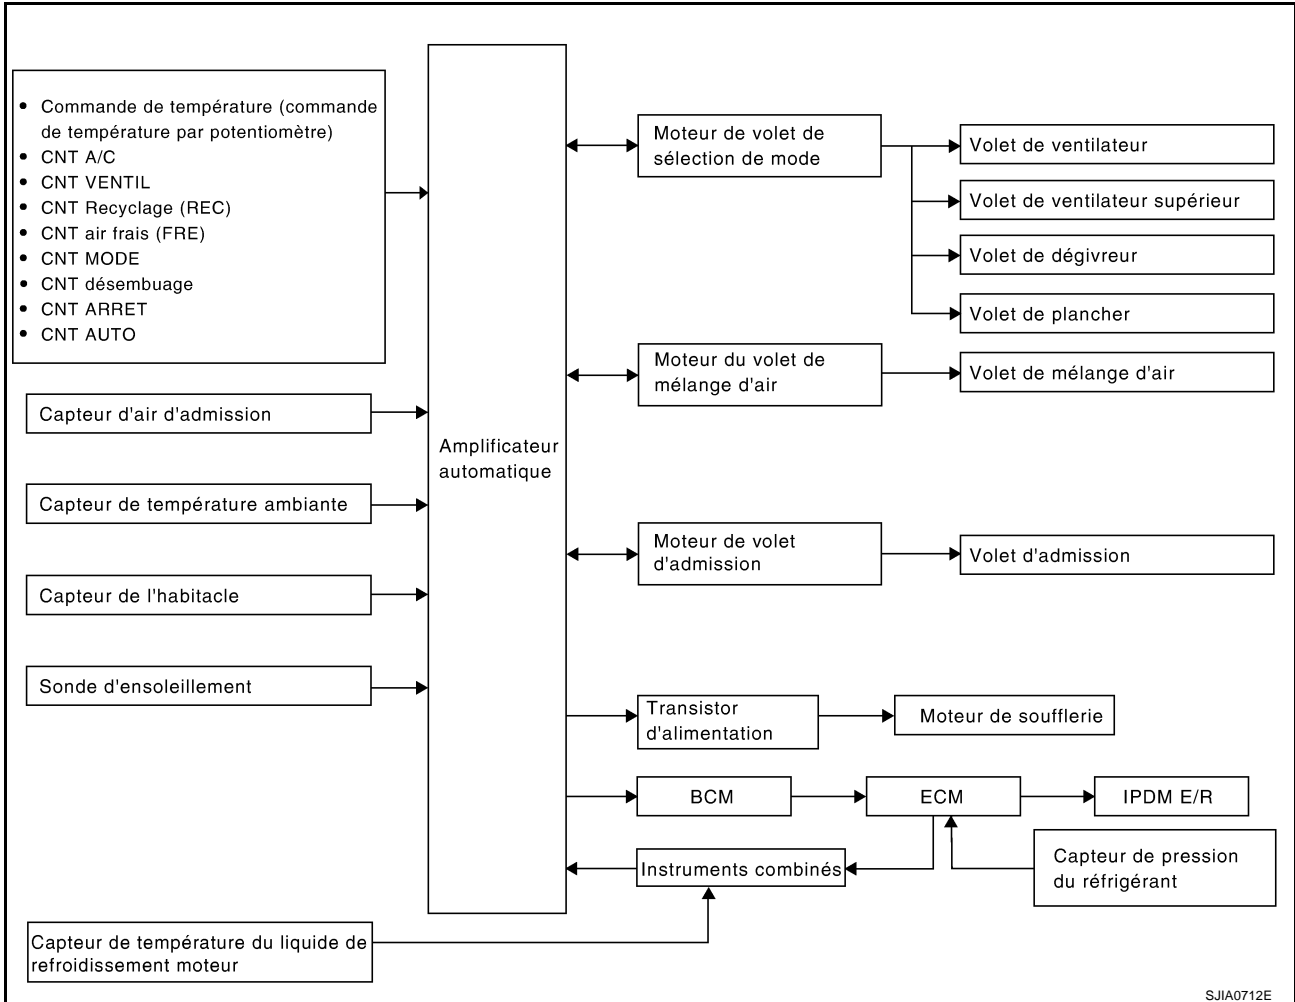 • Commande de température (commande
de température par potentiomètre)
• CNT A/C
• CNT VENTIL
• CNT Recyclage (REC)
• CNT air frais (FRE)
• CNT MODE
• CNT désembuage
• CNT ARRET
• CNT AUTO
Capteur d'air d'admission
Capteur de température ambiante
Capteur de l'habitacle
Sonde d'ensoleillement
Capteur de température du liquide de
refroidissement moteur
Amplificateur
automatique
Moteur de volet de
sélection de mode
Volet de ventilateur
Volet de ventilateur supérieur
Volet de dégivreur
Volet de plancher
Moteur du volet de
mélange d'air
Volet de mélange d'air
Moteur de volet
d'admission
Volet d'admission
Transistor
d'alimentation
Moteur de soufflerie
BCM
ECM
IPDM E/R
Instruments combinés
Capteur de pression
du réfrigérant
SJIA0712E